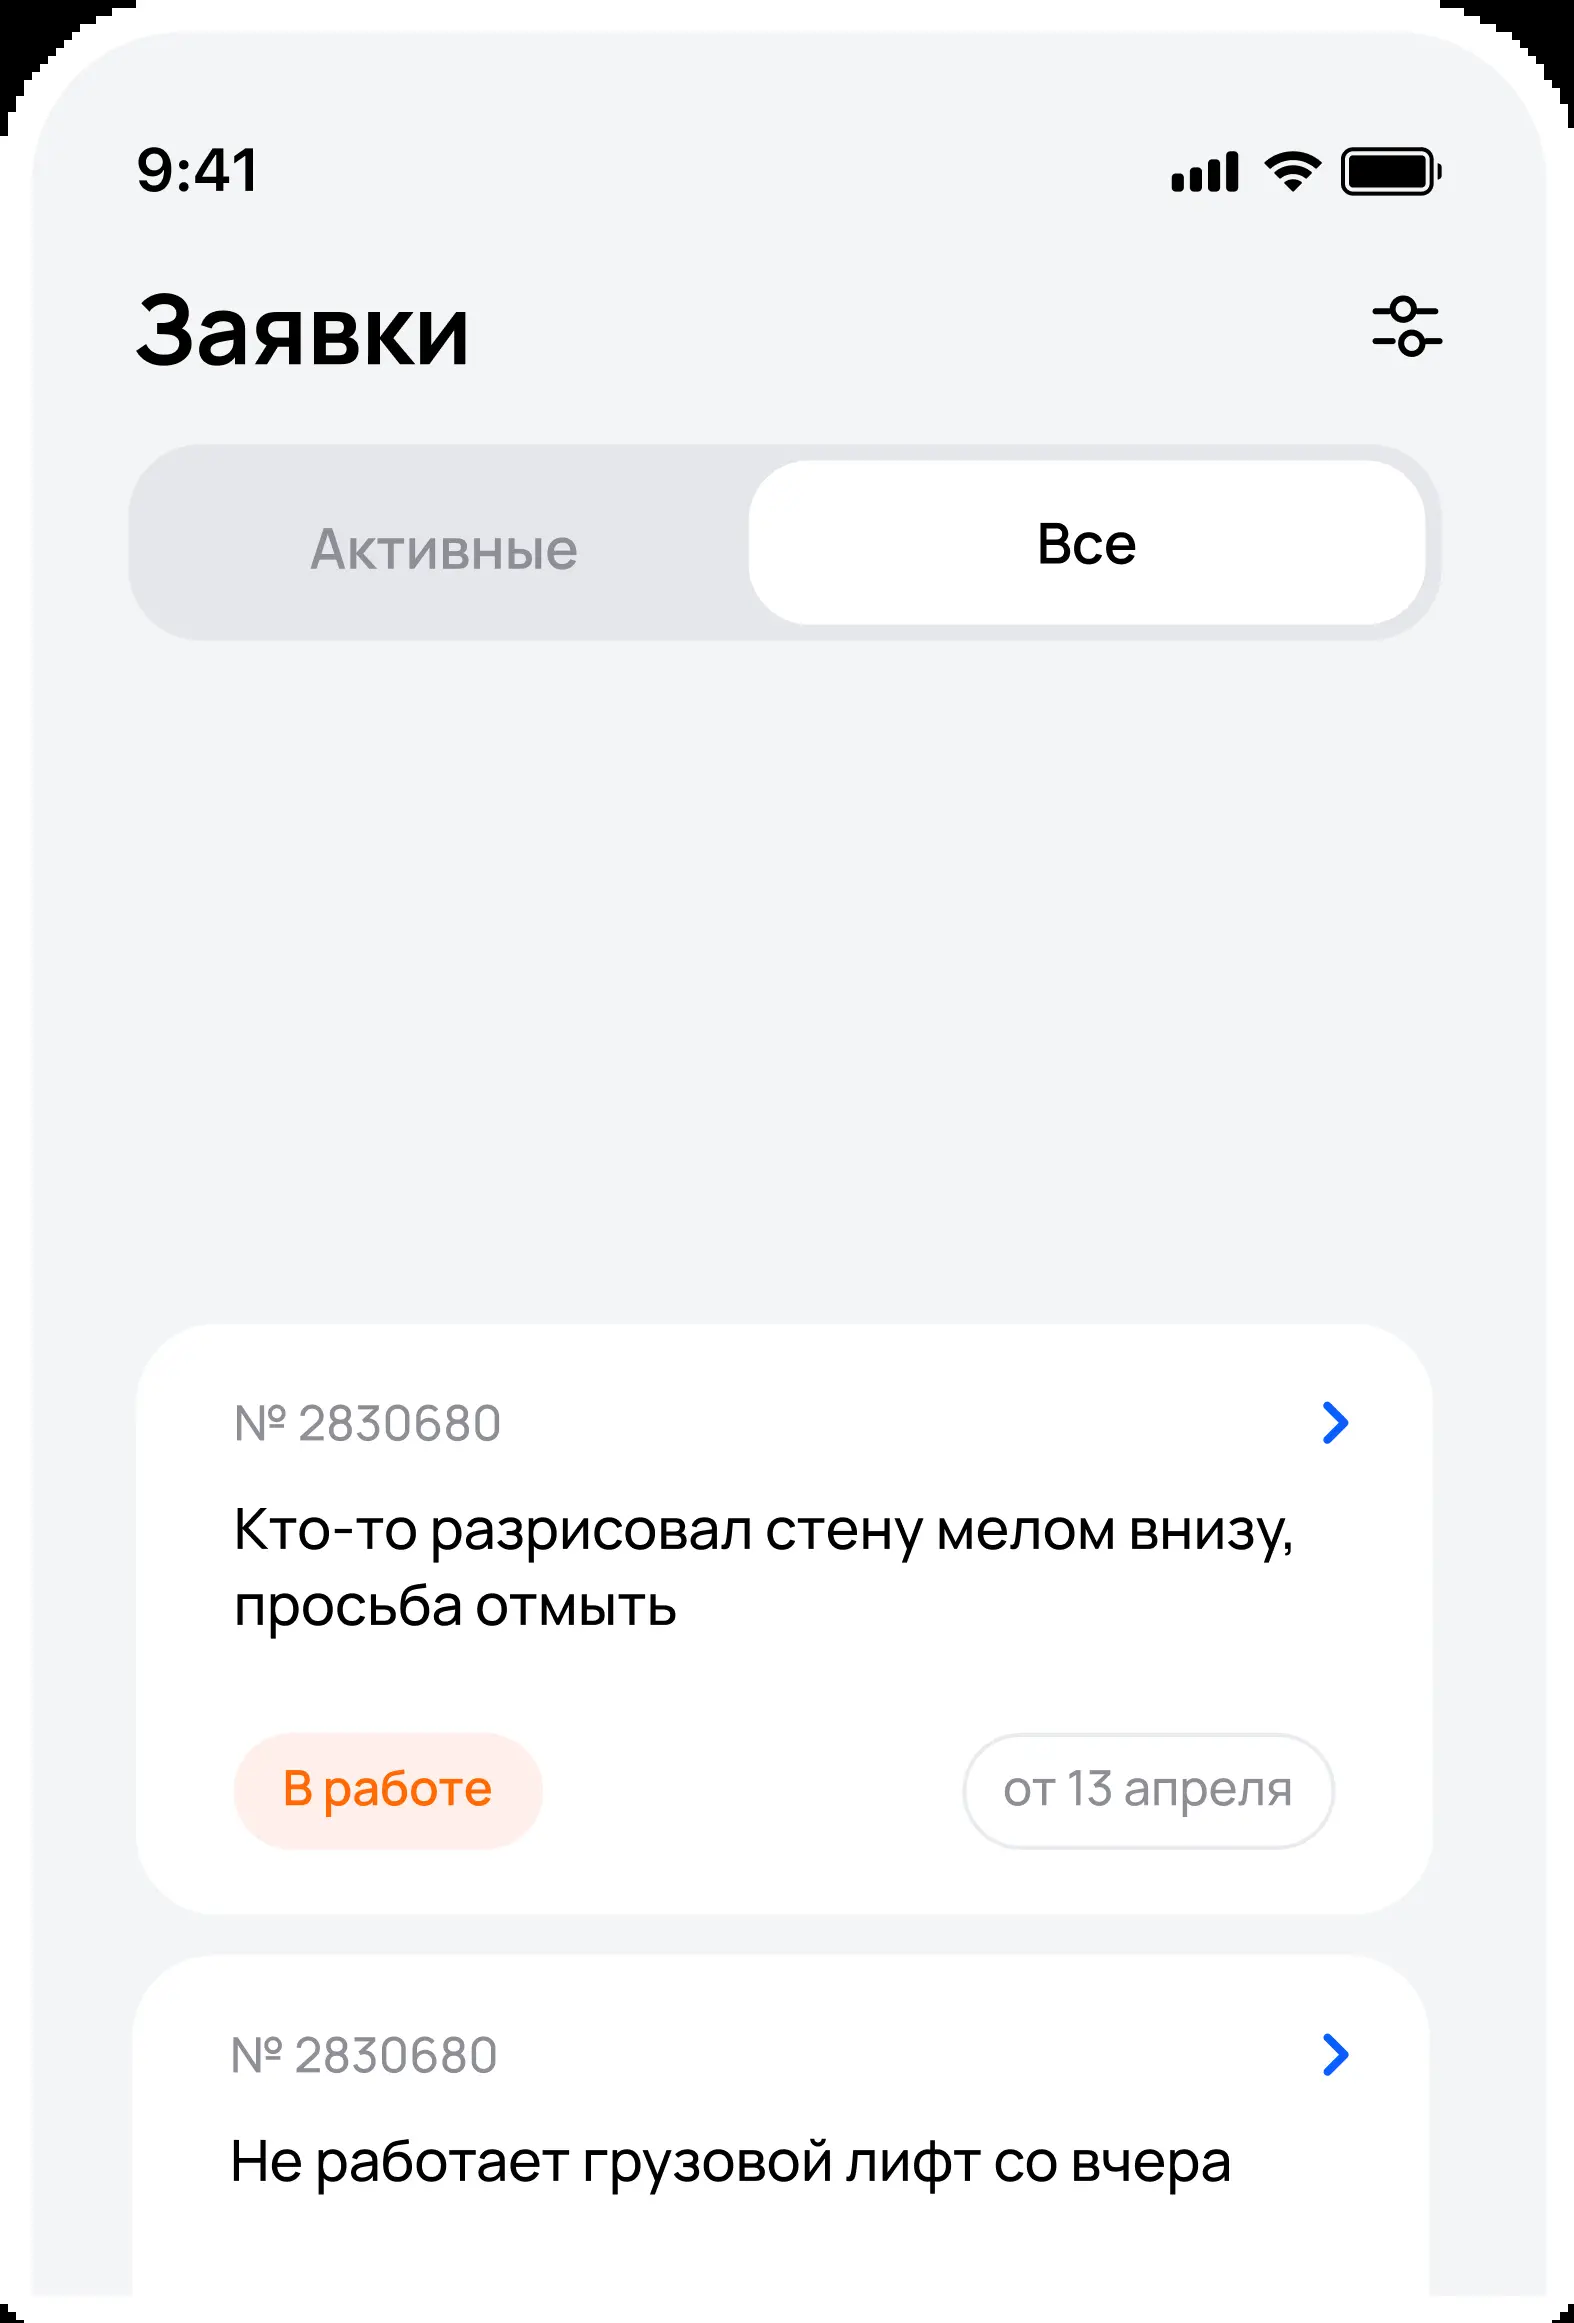 9:41
Заявки
Активные
Все
№ 2830680
Кто-то разрисовал стену мелом внизу,
просьба отмыть
В работе
от 13 апреля
№ 2830680
Не работает грузовой лифт со вчера